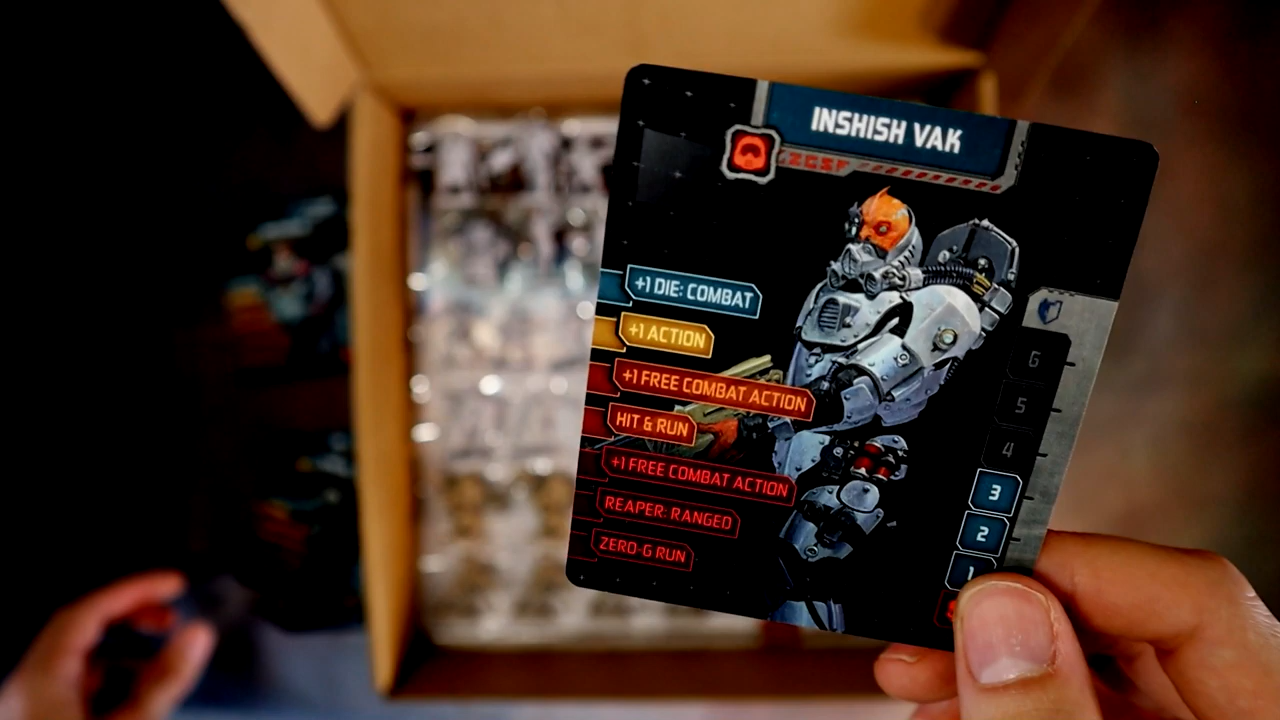 INSHISH VAK
ZCSF
+1 DIE: COMBAT
+1 ACTION
+1 FREE COMBAT ACTION
HIT & RUN
+1 FREE COMBAT ACTION
REAPER: RANGED
ZERO-G RUN
6
5
4
3
2
1